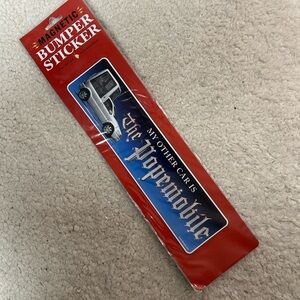 MAGNETIC
BUMPER
STICKER
MY OTHER CAR IS
The Popemobile